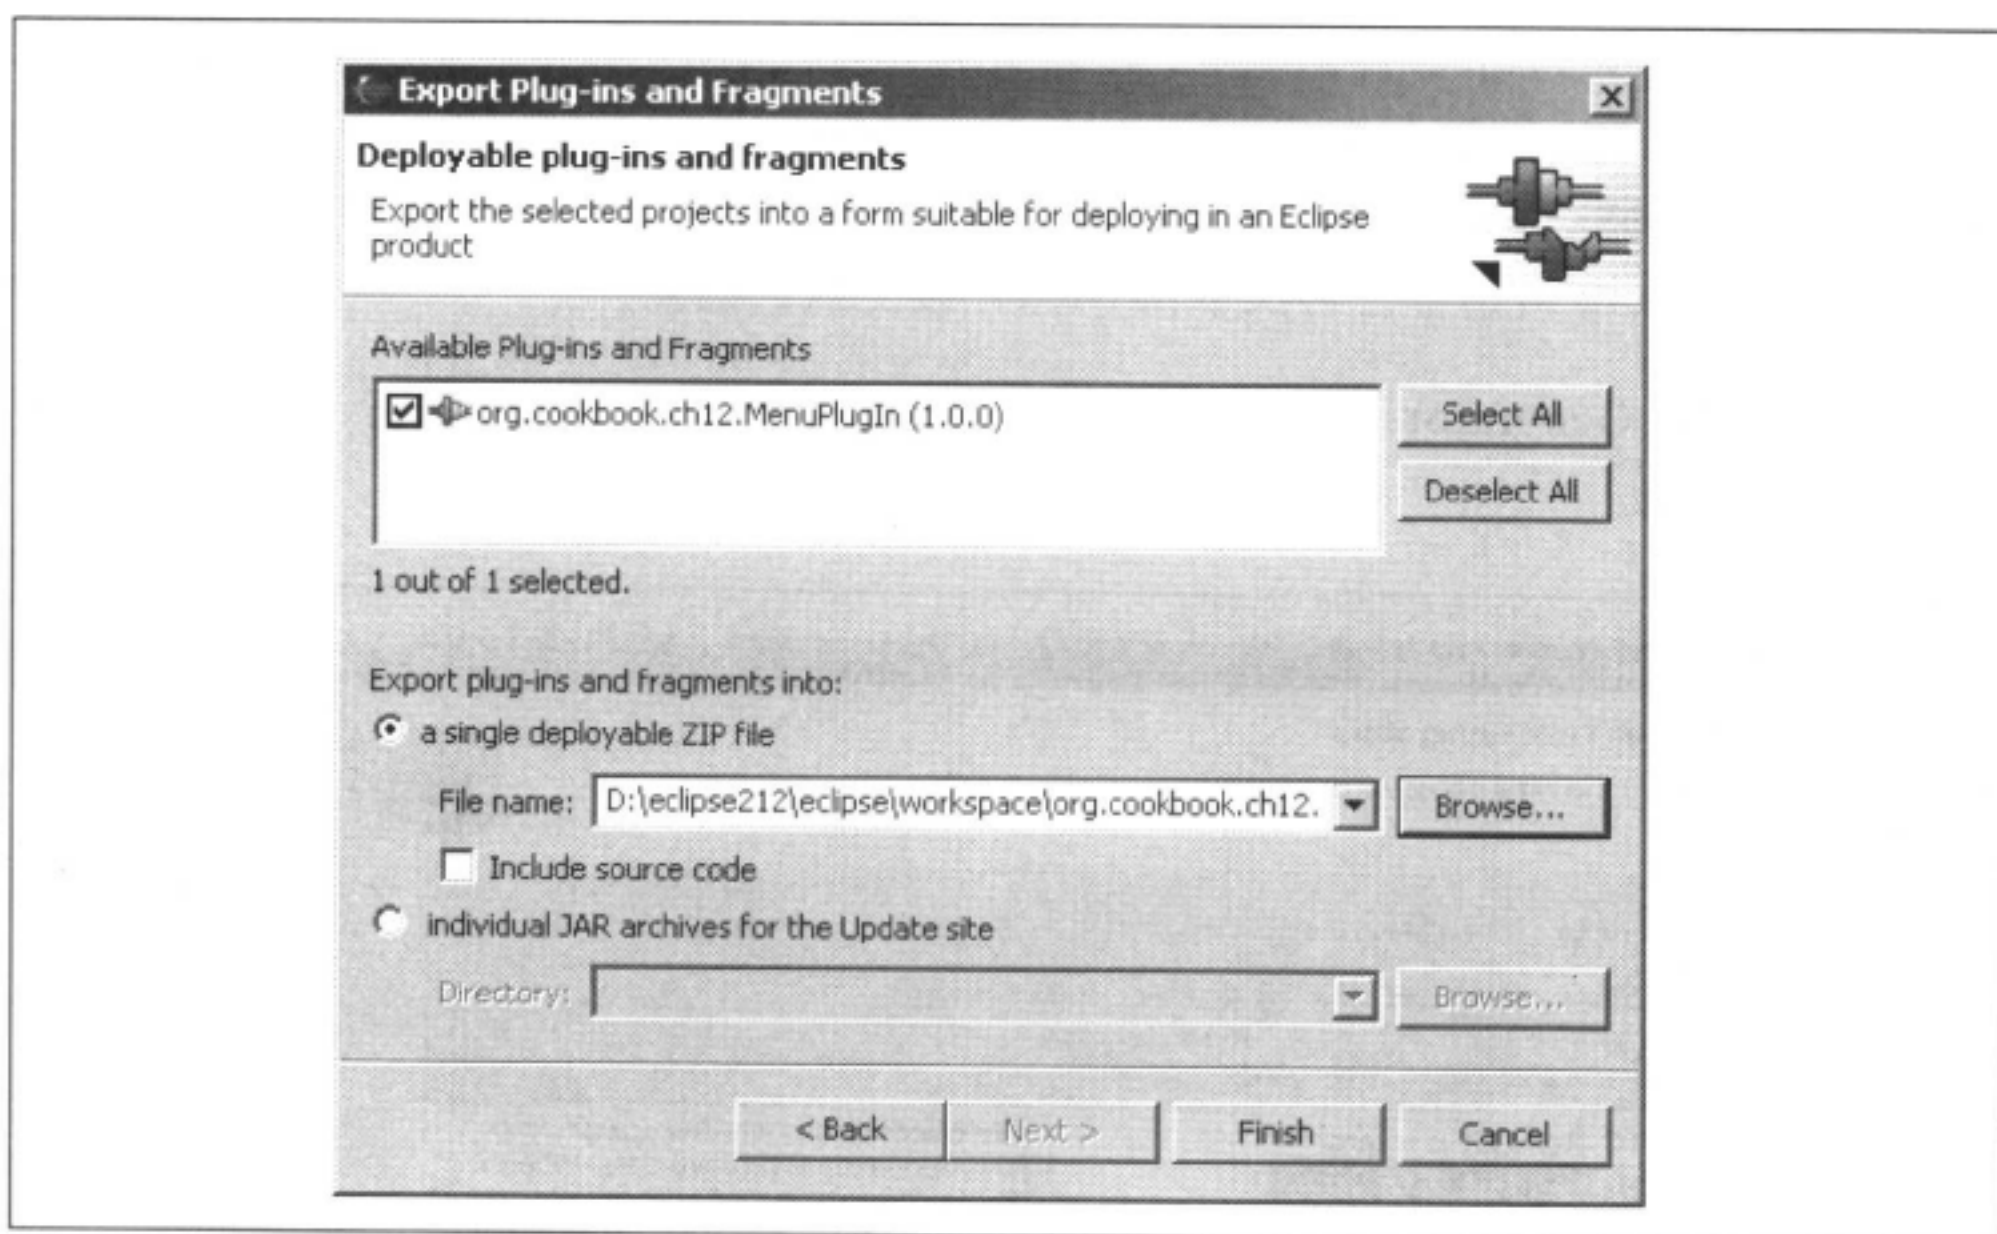 Export Plug-ins and Fragments
Deployable plug-ins and fragments
Export the selected projects into a form suitable for deploying in an Eclipse
product
Available Plug-ins and Fragments
org.cookbook.ch12.MenuPlugIn (1.0.0)
Select All
Deselect All
1 out of 1 selected.
Export plug-ins and fragments into:
a single deployable ZIP file
File name: D:\eclipse212\eclipse\workspace\org.cookbook.ch12. Browse...
Include source code
individual JAR archives for the Update site
Directory: Browse...
< Back Next > Finish Cancel